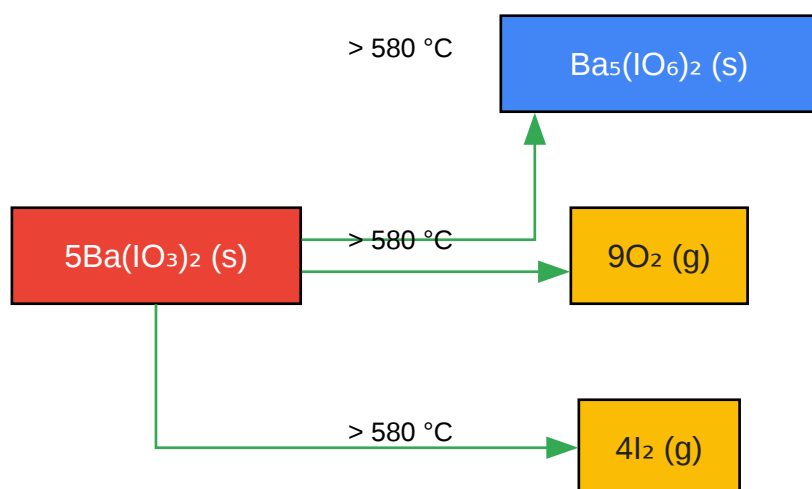 > 580 °C
Ba₅(IO₆)₂ (s)
5Ba(IO₃)₂ (s)
> 580 °C
9O₂ (g)
> 580 °C
4I₂ (g)